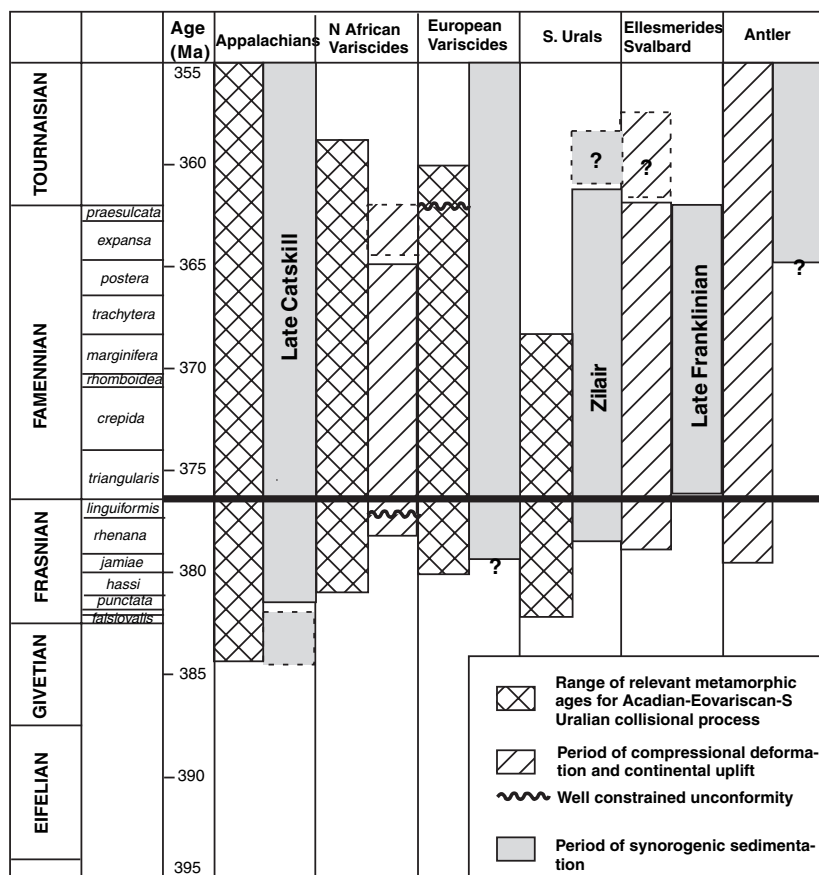 Age
(Ma)
Appalachians
N African
Variscides
European
Variscides
S. Urals
Ellesmerides
Svalbard
Antler
TOURNAISIAN
FAMENNIAN
FRASNIAN
GIVETIAN
EIFELIAN
praesulcata
expansa
postera
trachytera
marginifera
rhomboidea
crepida
triangularis
linguiformis
rhenana
jamiae
hassi
punctata
falsiovalis
355
360
365
370
375
380
385
390
395
Late Catskill
?
?
Zilair
?
Late Franklinian
?
Range of relevant metamorphic
ages for Acadian-Eovariscan-S
Uralian collisional process
Period of compressional deforma-
tion and continental uplift
Well constrained unconformity
Period of synorogenic sedimenta-
tion